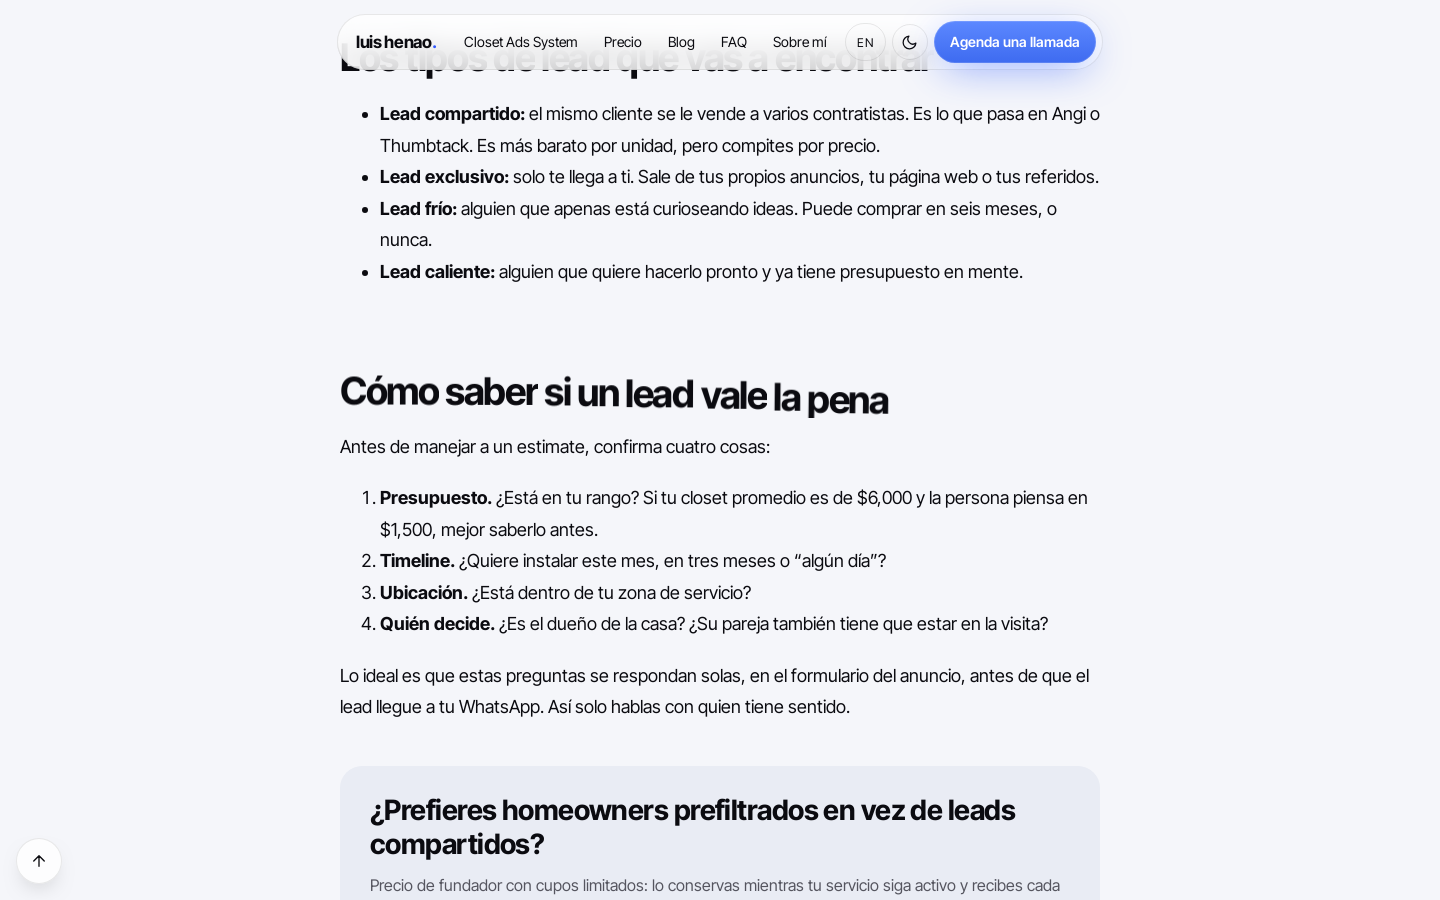 luis henao.
Closet Ads System
Precio
Blog
FAQ
Sobre mí
EN
Agenda una llamada
Los tipos de lead que vas a encontrar
Lead compartido: el mismo cliente se le vende a varios contratistas. Es lo que pasa en Angi o
Thumbtack. Es más barato por unidad, pero compites por precio.
Lead exclusivo: solo te llega a ti. Sale de tus propios anuncios, tu página web o tus referidos.
Lead frío: alguien que apenas está curioseando ideas. Puede comprar en seis meses, o
nunca.
Lead caliente: alguien que quiere hacerlo pronto y ya tiene presupuesto en mente.
Cómo saber si un lead vale la pena
Antes de manejar a un estimate, confirma cuatro cosas:
1. Presupuesto. ¿Está en tu rango? Si tu closet promedio es de $6,000 y la persona piensa en
$1,500, mejor saberlo antes.
2. Timeline. ¿Quiere instalar este mes, en tres meses o “algún día”?
3. Ubicación. ¿Está dentro de tu zona de servicio?
4. Quién decide. ¿Es el dueño de la casa? ¿Su pareja también tiene que estar en la visita?
Lo ideal es que estas preguntas se respondan solas, en el formulario del anuncio, antes de que el
lead llegue a tu WhatsApp. Así solo hablas con quien tiene sentido.
¿Prefieres homeowners prefiltrados en vez de leads
compartidos?
Precio de fundador con cupos limitados: lo conservas mientras tu servicio siga activo y recibes cada